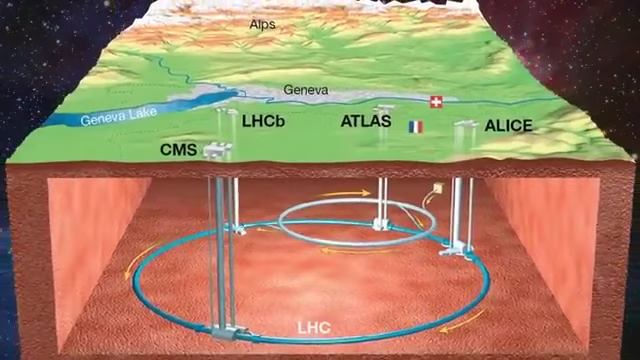 Alps
Geneva
Geneva Lake
LHCb
ATLAS
ALICE
CMS
LHC